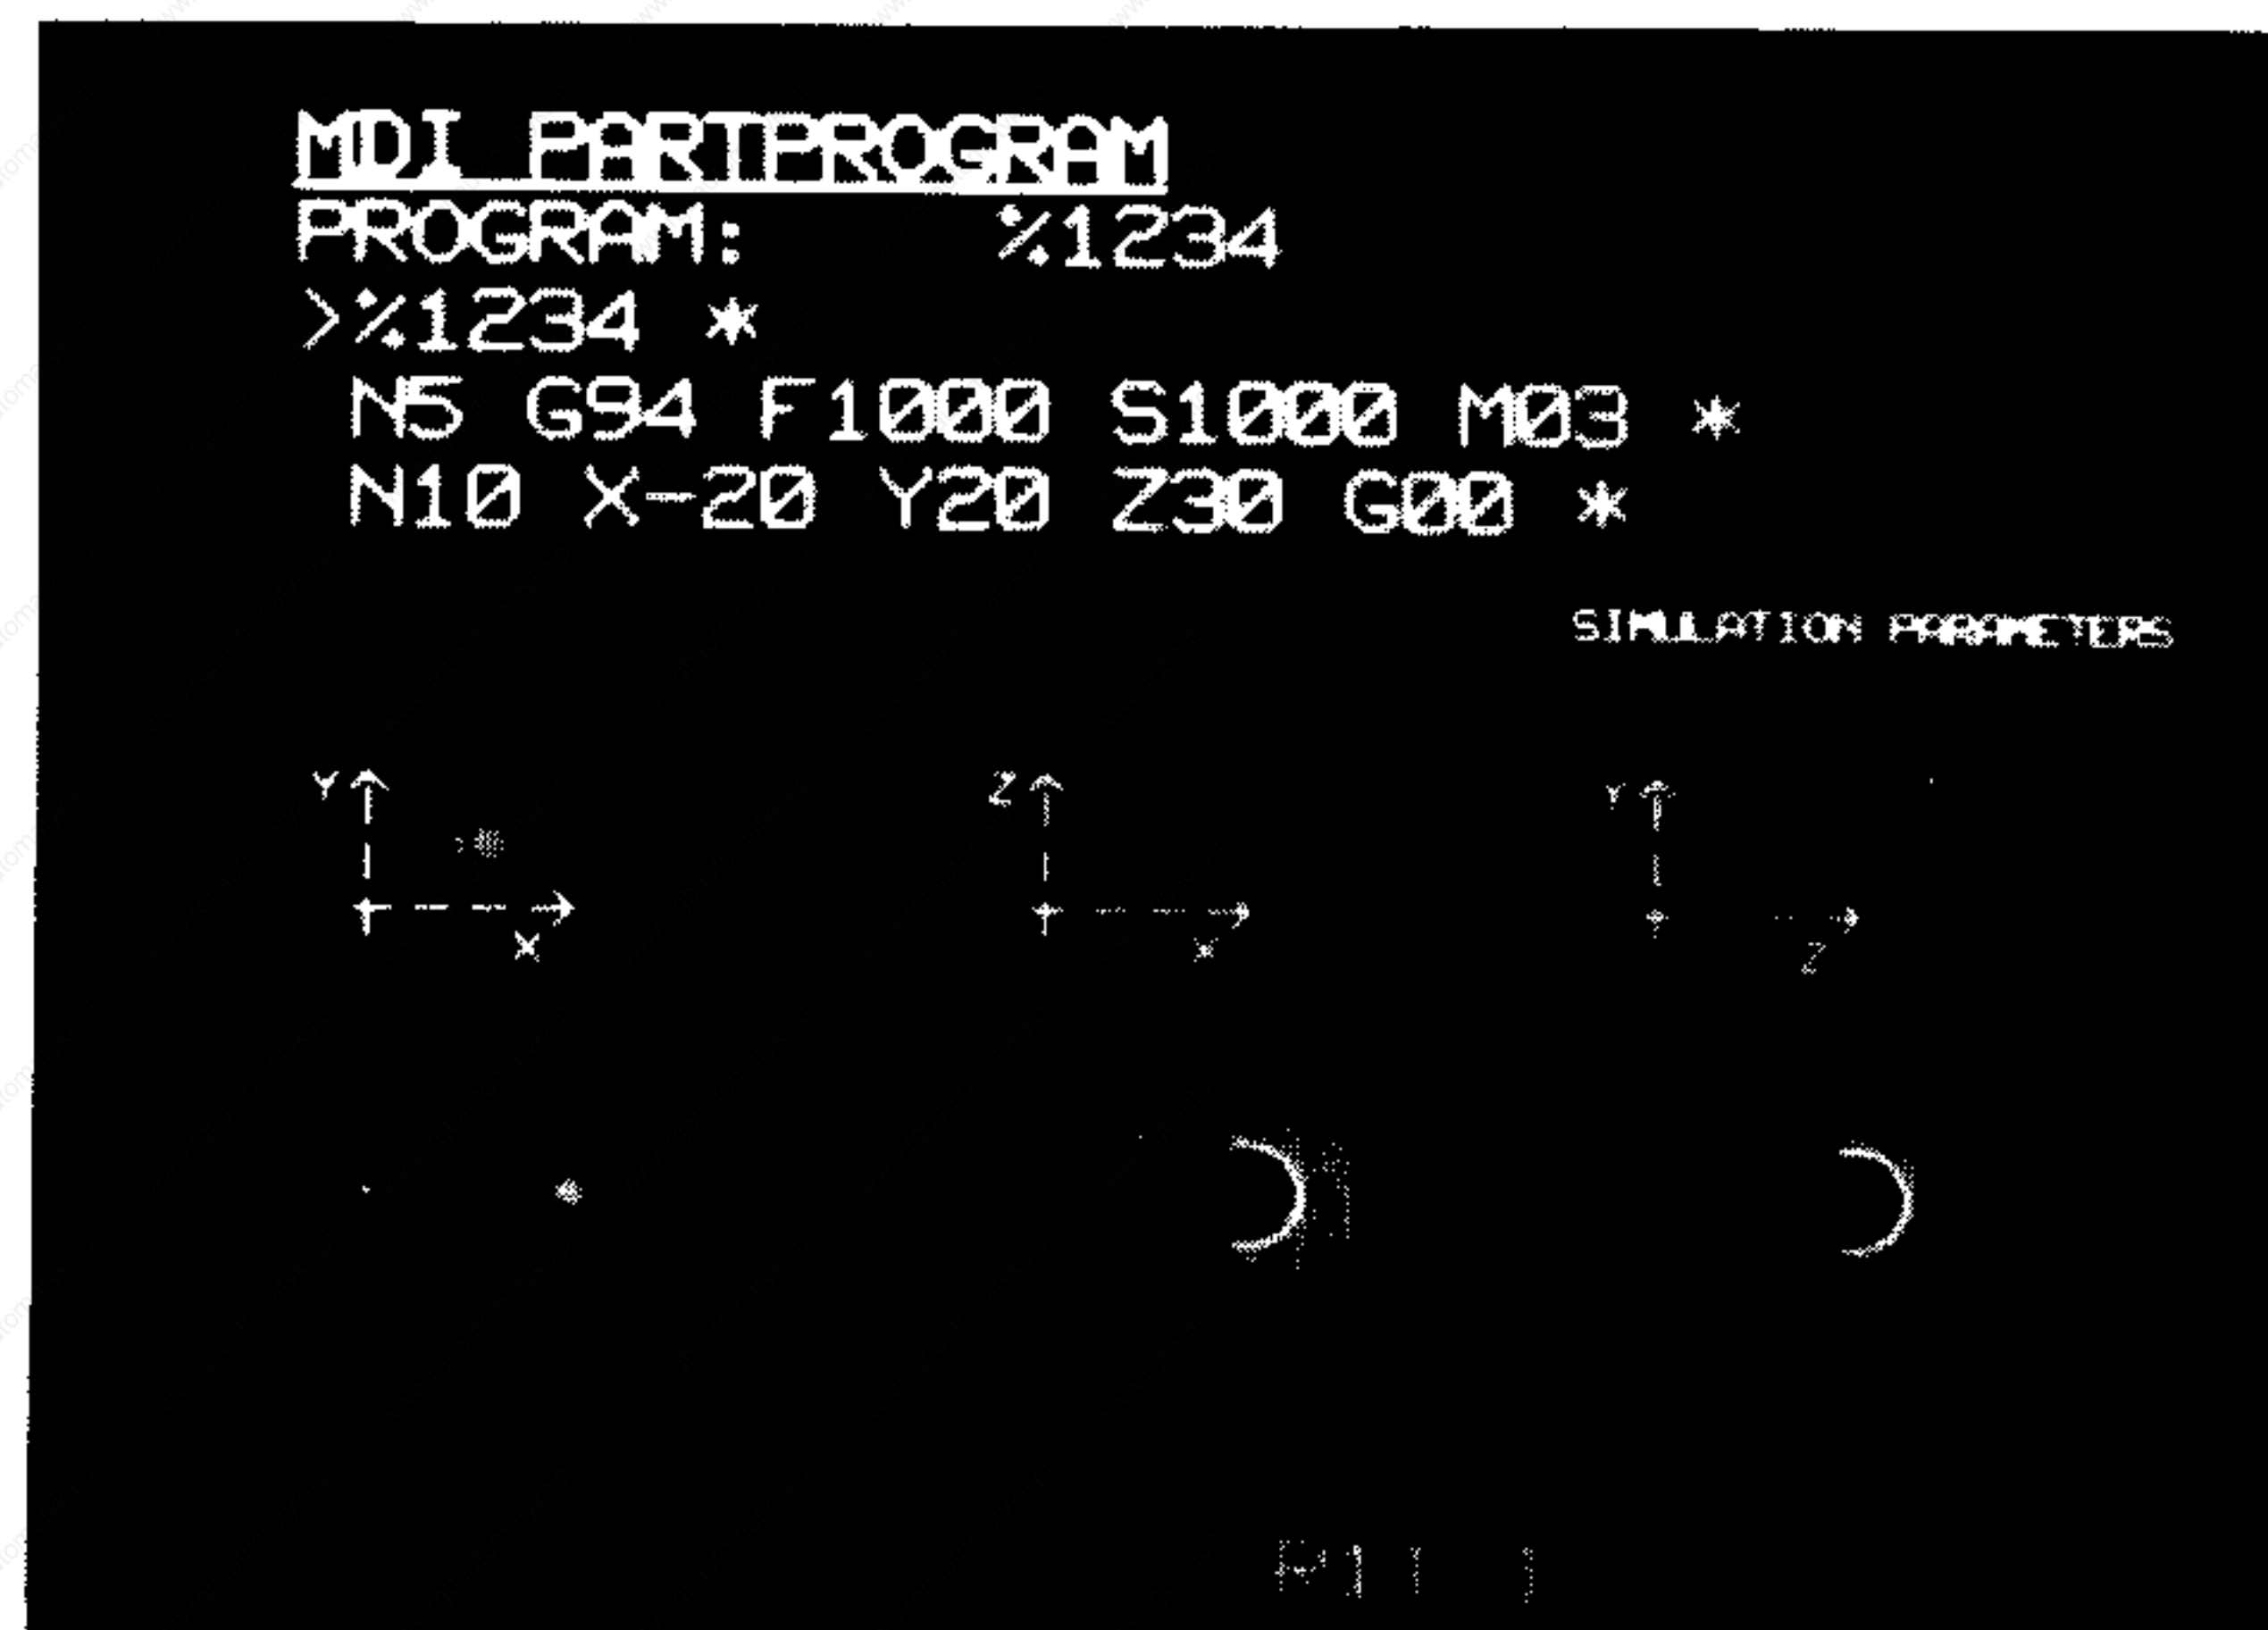 MDI PARTPROGRAM
PROGRAM: %1234
>%1234 *
N5 G94 F1000 S1000 M03 *
N10 X-20 Y20 Z30 G00 *
SIMULATION PARAMETERS
Y Z Y
X X Z